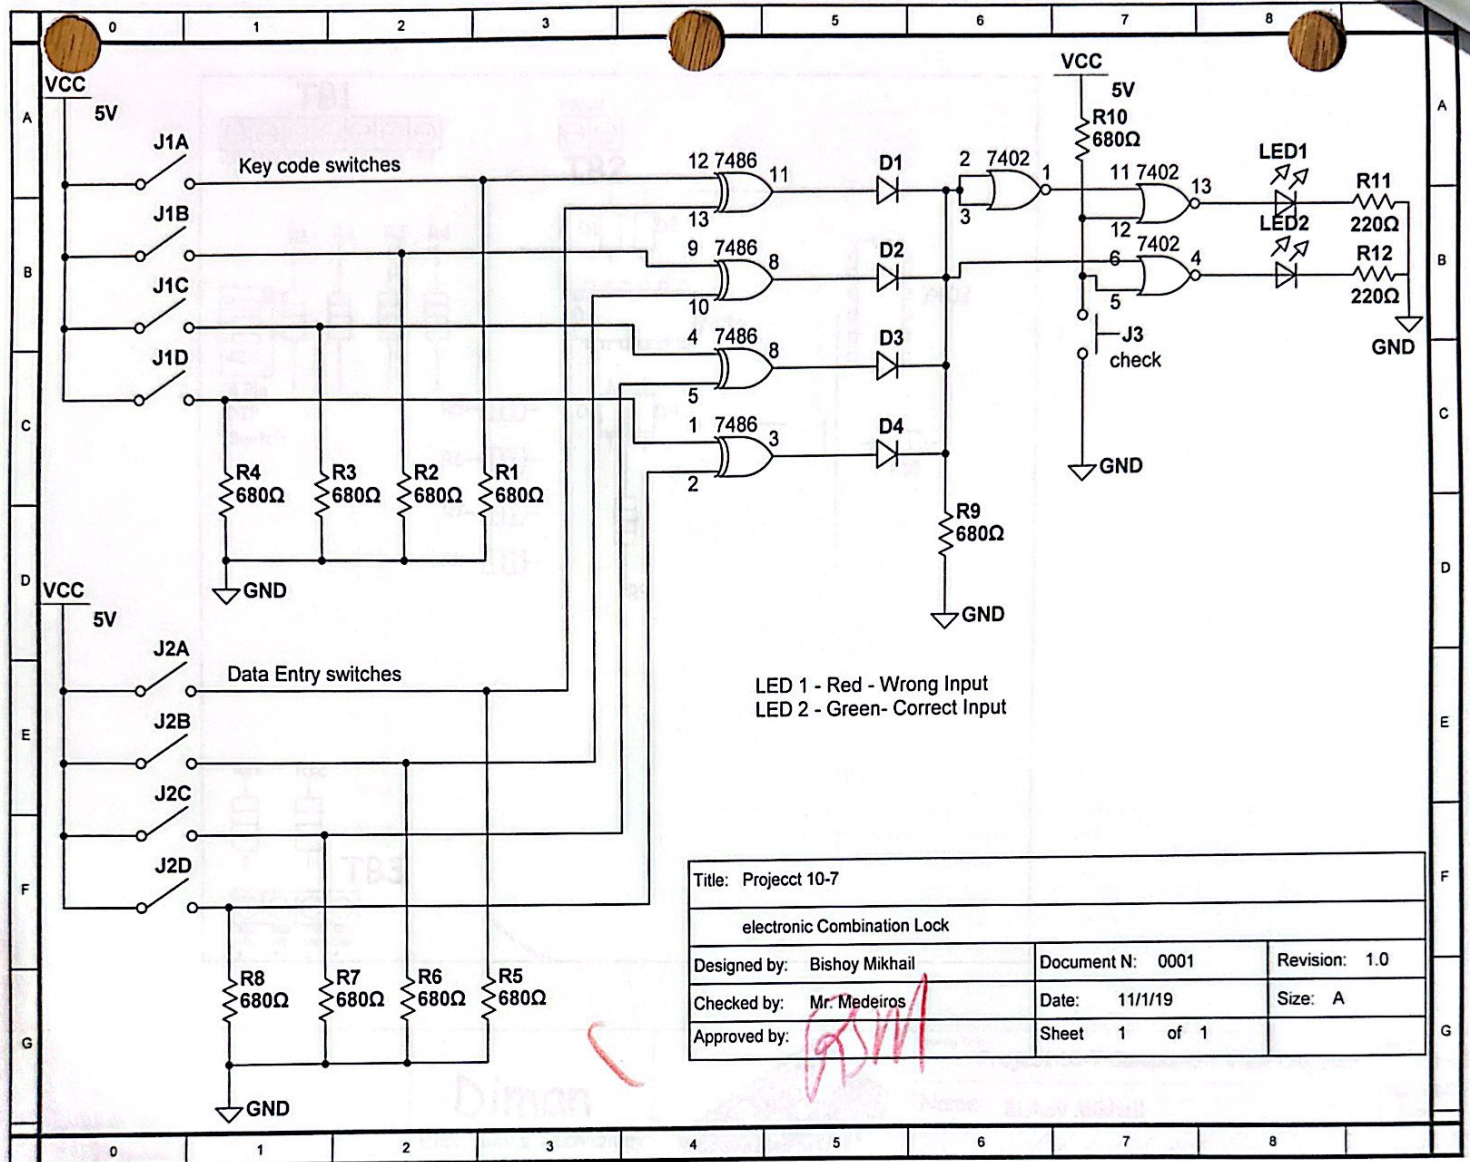 0 1 2 3 4 5 6 7 8
A
B
C
D
E
F
G
A
B
C
D
E
F
G
VCC
5V
J1A
Key code switches
J1B
J1C
J1D
R4
680Ω
R3
680Ω
R2
680Ω
R1
680Ω
GND
VCC
5V
J2A
Data Entry switches
J2B
J2C
J2D
R8
680Ω
R7
680Ω
R6
680Ω
R5
680Ω
GND
12 7486 11
13
9 7486 8
10
4 7486 8
5
1 7486 3
2
D1
D2
D3
D4
R9
680Ω
GND
2 7402 1
3
VCC
5V
R10
680Ω
11 7402 13
12
7402
6 4
5
J3
check
GND
LED1
LED2
R11
220Ω
R12
220Ω
GND
LED 1 - Red - Wrong Input
LED 2 - Green- Correct Input
Title: Projecct 10-7
electronic Combination Lock
Designed by: Bishoy Mikhail
Document N: 0001
Revision: 1.0
Checked by: Mr. Medeiros
Date: 11/1/19
Size: A
Approved by:
Sheet 1 of 1
0 1 2 3 4 5 6 7 8